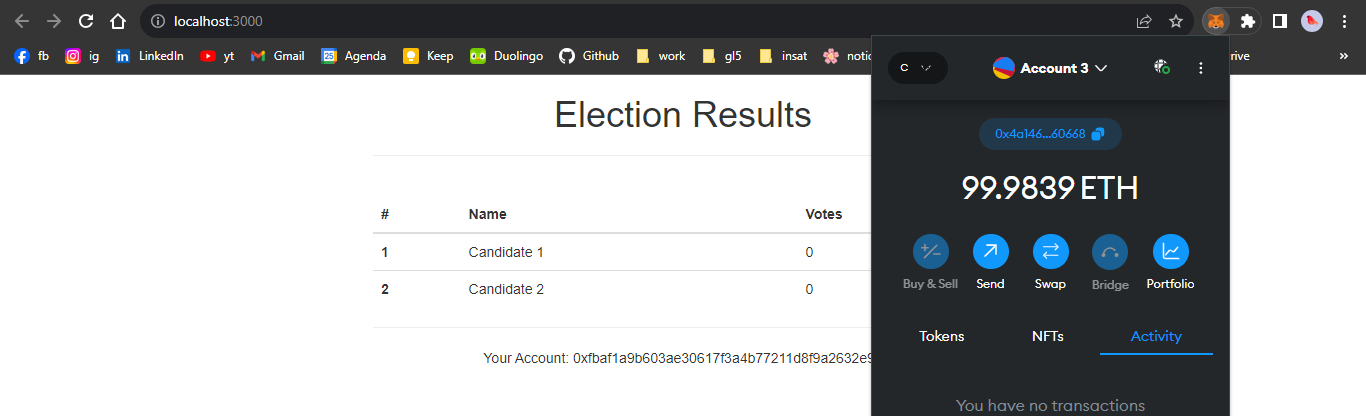 localhost:3000
fb ig LinkedIn yt Gmail 25 Agenda Keep Duolingo Github work gl5 insat rive »
C Account 3
0x4a146...60668
99.9839 ETH
Buy & Sell Send Swap Bridge Portfolio
Tokens NFTs Activity
You have no transactions
Election Results
# Name Votes
1 Candidate 1 0
2 Candidate 2 0
Your Account: 0xfbaf1a9b603ae30617f3a4b77211d8f9a2632e9